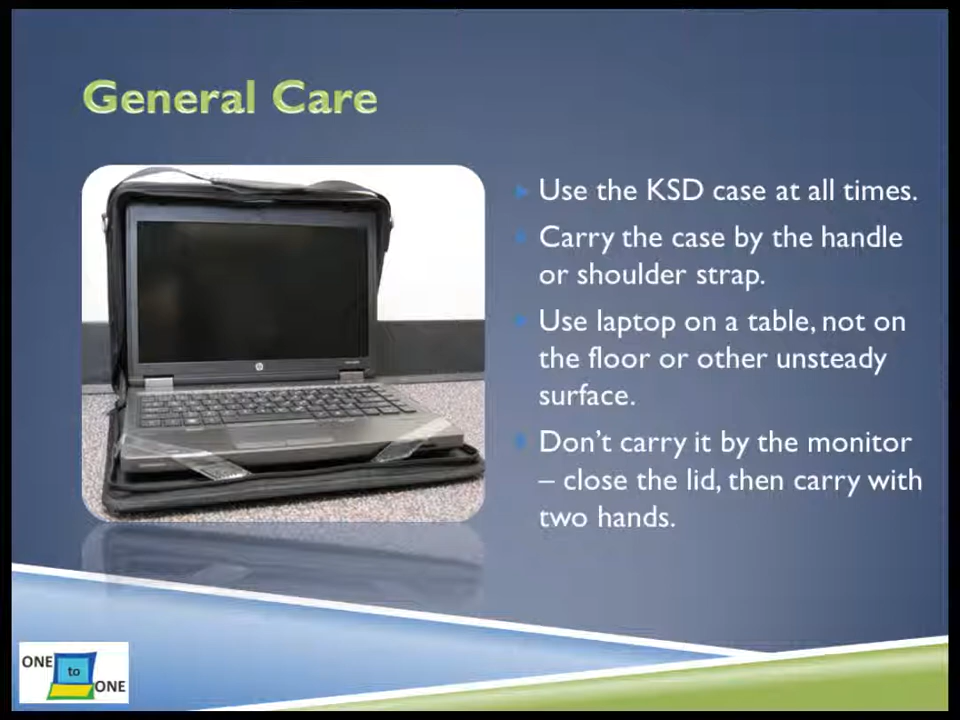 General Care
Use the KSD case at all times.
Carry the case by the handle
or shoulder strap.
Use laptop on a table, not on
the floor or other unsteady
surface.
Don't carry it by the monitor
– close the lid, then carry with
two hands.
hp
ONE
to
ONE